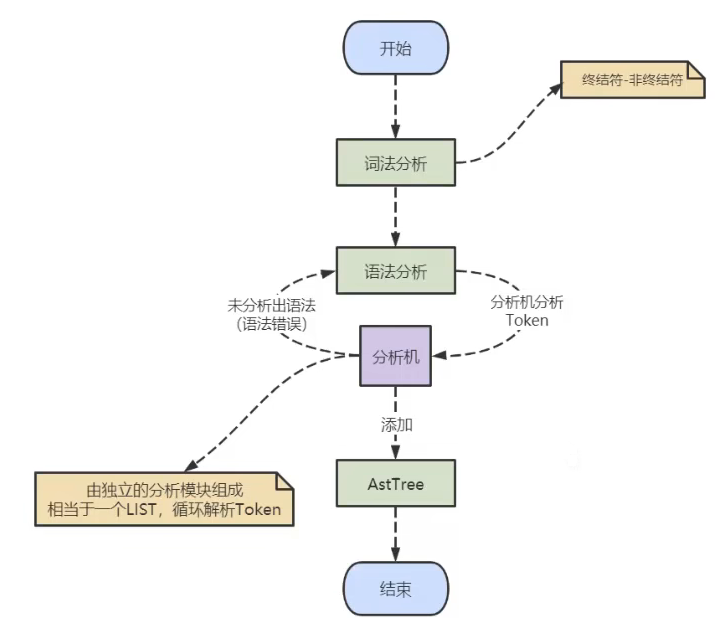 开始
终结符-非终结符
词法分析
语法分析
未分析出语法
（语法错误）
分析机分析
Token
分析机
添加
由独立的分析模块组成
相当于一个LIST，循环解析Token
AstTree
结束